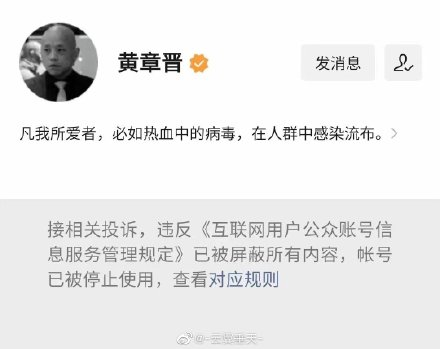 黄章晋
发消息
凡我所爱者，必如热血中的病毒，在人群中感染流布。
接相关投诉，违反《互联网用户公众账号信
息服务管理规定》已被屏蔽所有内容，帐号
已被停止使用，查看对应规则